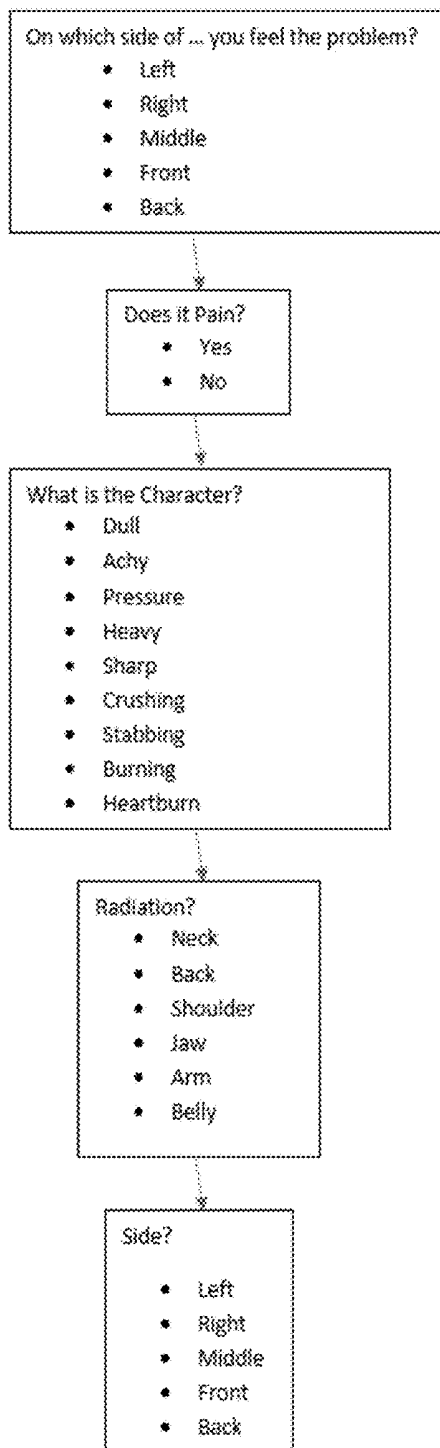 On which side of ... you feel the problem?
• Left
• Right
• Middle
• Front
• Back
Does it Pain?
• Yes
• No
What is the Character?
• Dull
• Achy
• Pressure
• Heavy
• Sharp
• Crushing
• Stabbing
• Burning
• Heartburn
Radiation?
• Neck
• Back
• Shoulder
• Jaw
• Arm
• Belly
Side?
• Left
• Right
• Middle
• Front
• Back